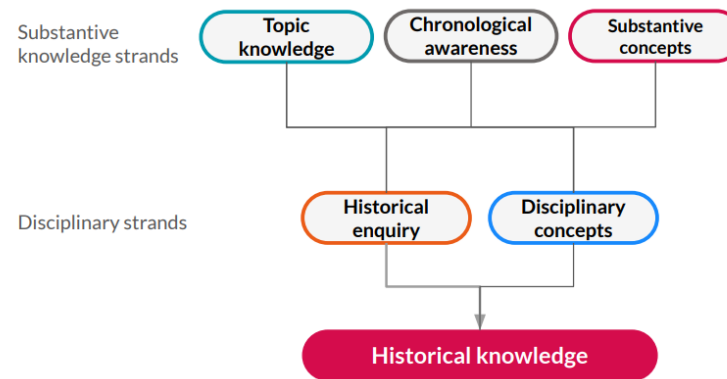 Substantive
knowledge strands
Topic
knowledge
Chronological
awareness
Substantive
concepts
Disciplinary strands
Historical
enquiry
Disciplinary
concepts
Historical knowledge